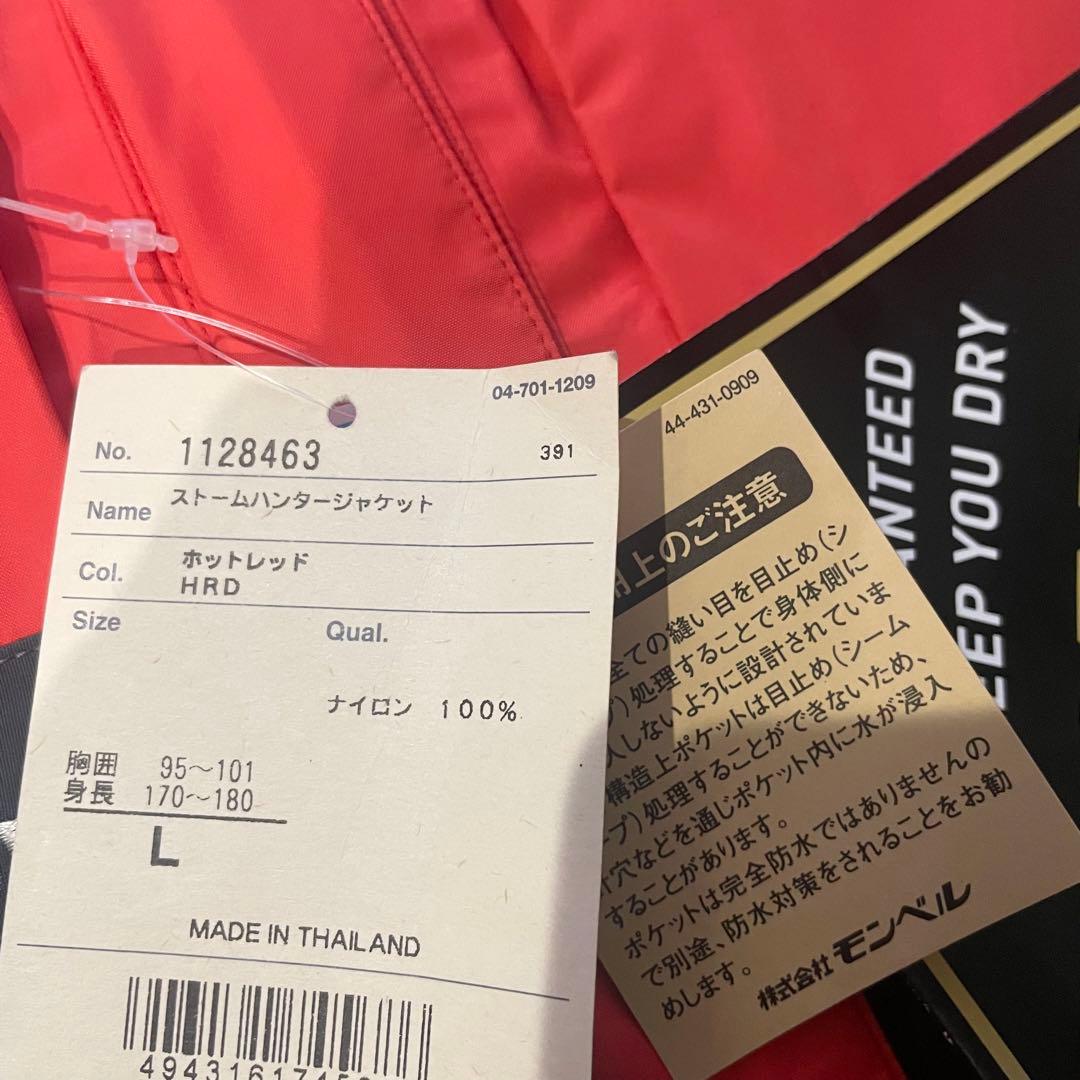 04-701-1209
No. 1128463 391
Name ストームハンタージャケット
Col. ホットレッド
HRD
Size Qual.
ナイロン 100%
胸囲 95〜101
身長 170〜180
L
MADE IN THAILAND
44-431-0909
上のご注意
全ての縫い目を目止め(シ
)処理することで身体側に
入しないように設計されていま
構造上ポケットは目止め(シーム
ープ)処理することができないため、
穴などを通じポケット内に水が浸入
することがあります。
ポケットは完全防水ではありませんの
で別途、防水対策をされることをお勧
めします。
株式会社モンベル
ANTEED
EEP YOU DRY